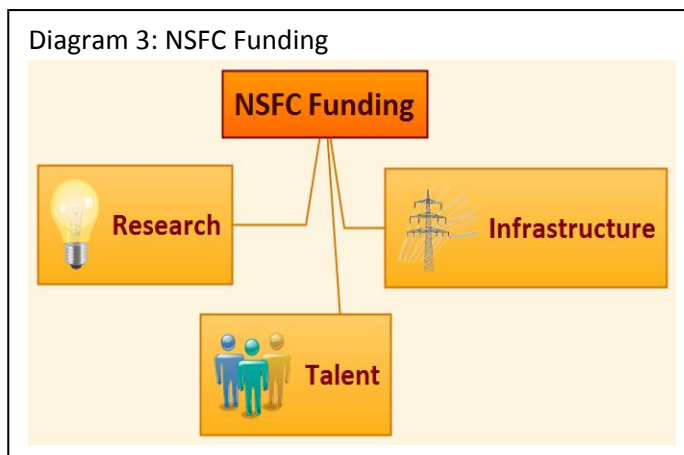 Diagram 3: NSFC Funding
NSFC Funding
Research
Infrastructure
Talent